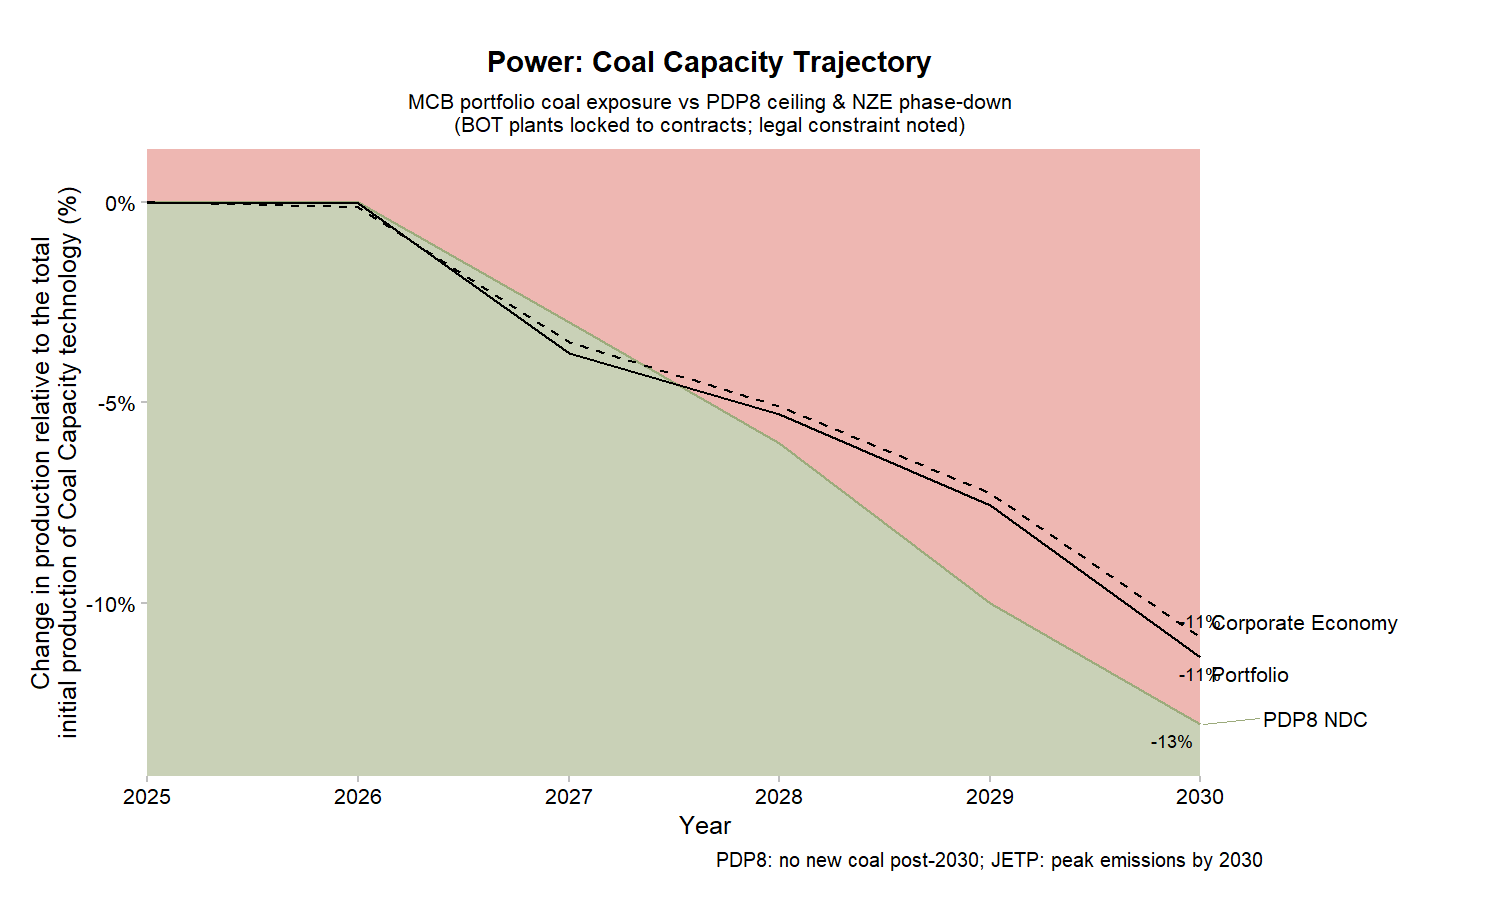 Power: Coal Capacity Trajectory
MCB portfolio coal exposure vs PDP8 ceiling & NZE phase-down
(BOT plants locked to contracts; legal constraint noted)
Change in production relative to the total
initial production of Coal Capacity technology (%)
0%
-5%
-10%
-11%
Corporate Economy
-11%
Portfolio
PDP8 NDC
-13%
2025
2026
2027
2028
2029
2030
Year
PDP8: no new coal post-2030; JETP: peak emissions by 2030